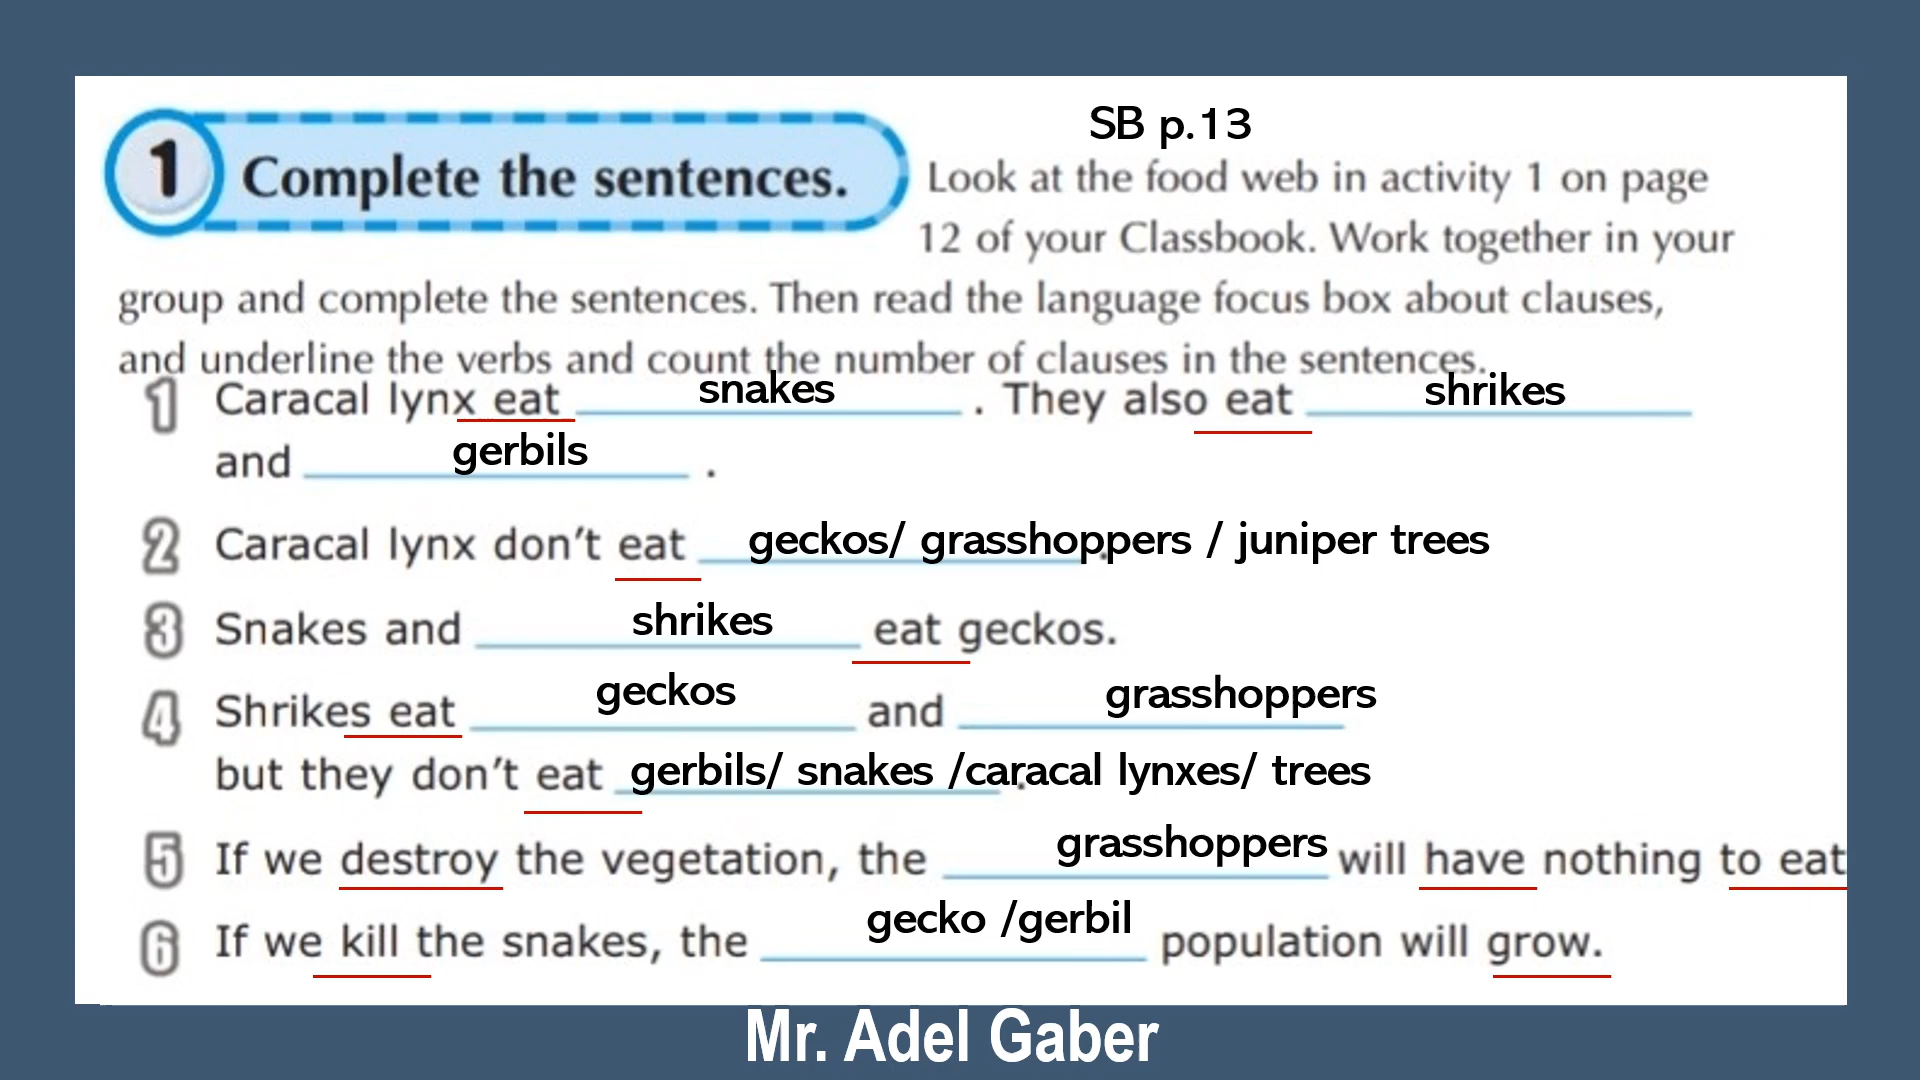 SB p.13
1 Complete the sentences. Look at the food web in activity 1 on page
12 of your Classbook. Work together in your
group and complete the sentences. Then read the language focus box about clauses,
and underline the verbs and count the number of clauses in the sentences.
1 Caracal lynx eat snakes . They also eat shrikes
and gerbils .
2 Caracal lynx don't eat geckos/ grasshoppers / juniper trees .
3 Snakes and shrikes eat geckos.
4 Shrikes eat geckos and grasshoppers
but they don't eat gerbils/ snakes /caracal lynxes/ trees .
5 If we destroy the vegetation, the grasshoppers will have nothing to eat
6 If we kill the snakes, the gecko /gerbil population will grow.
Mr. Adel Gaber